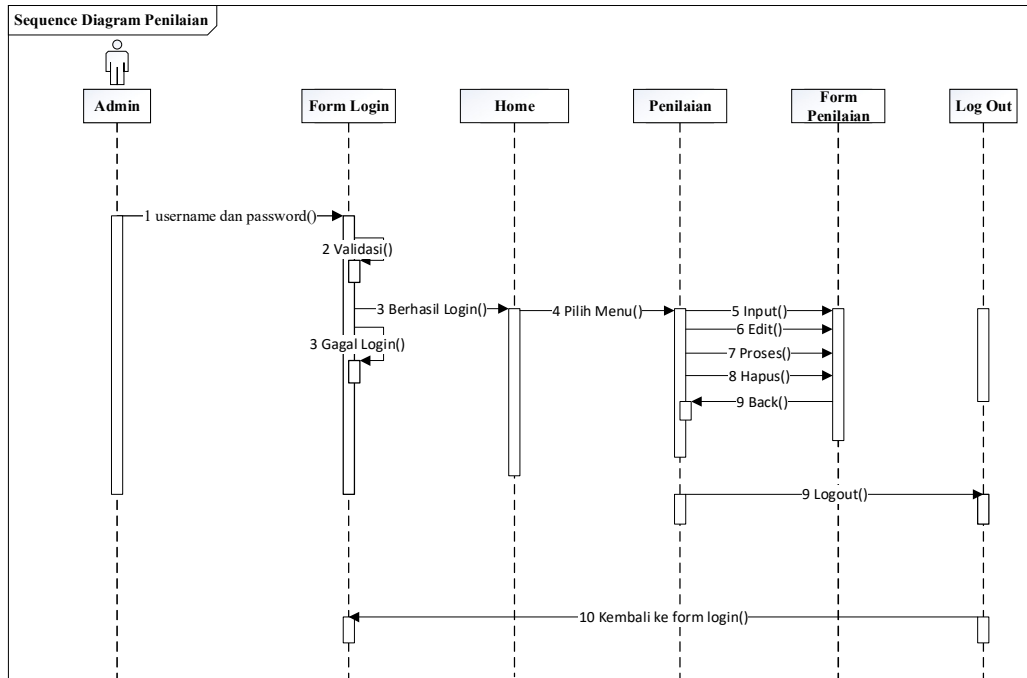 Sequence Diagram Penilaian
Admin
Form Login
Home
Penilaian
Form
Penilaian
Log Out
1 username dan password()
2 Validasi()
3 Berhasil Login()
4 Pilih Menu()
5 Input()
6 Edit()
3 Gagal Login()
7 Proses()
8 Hapus()
9 Back()
9 Logout()
10 Kembali ke form login()